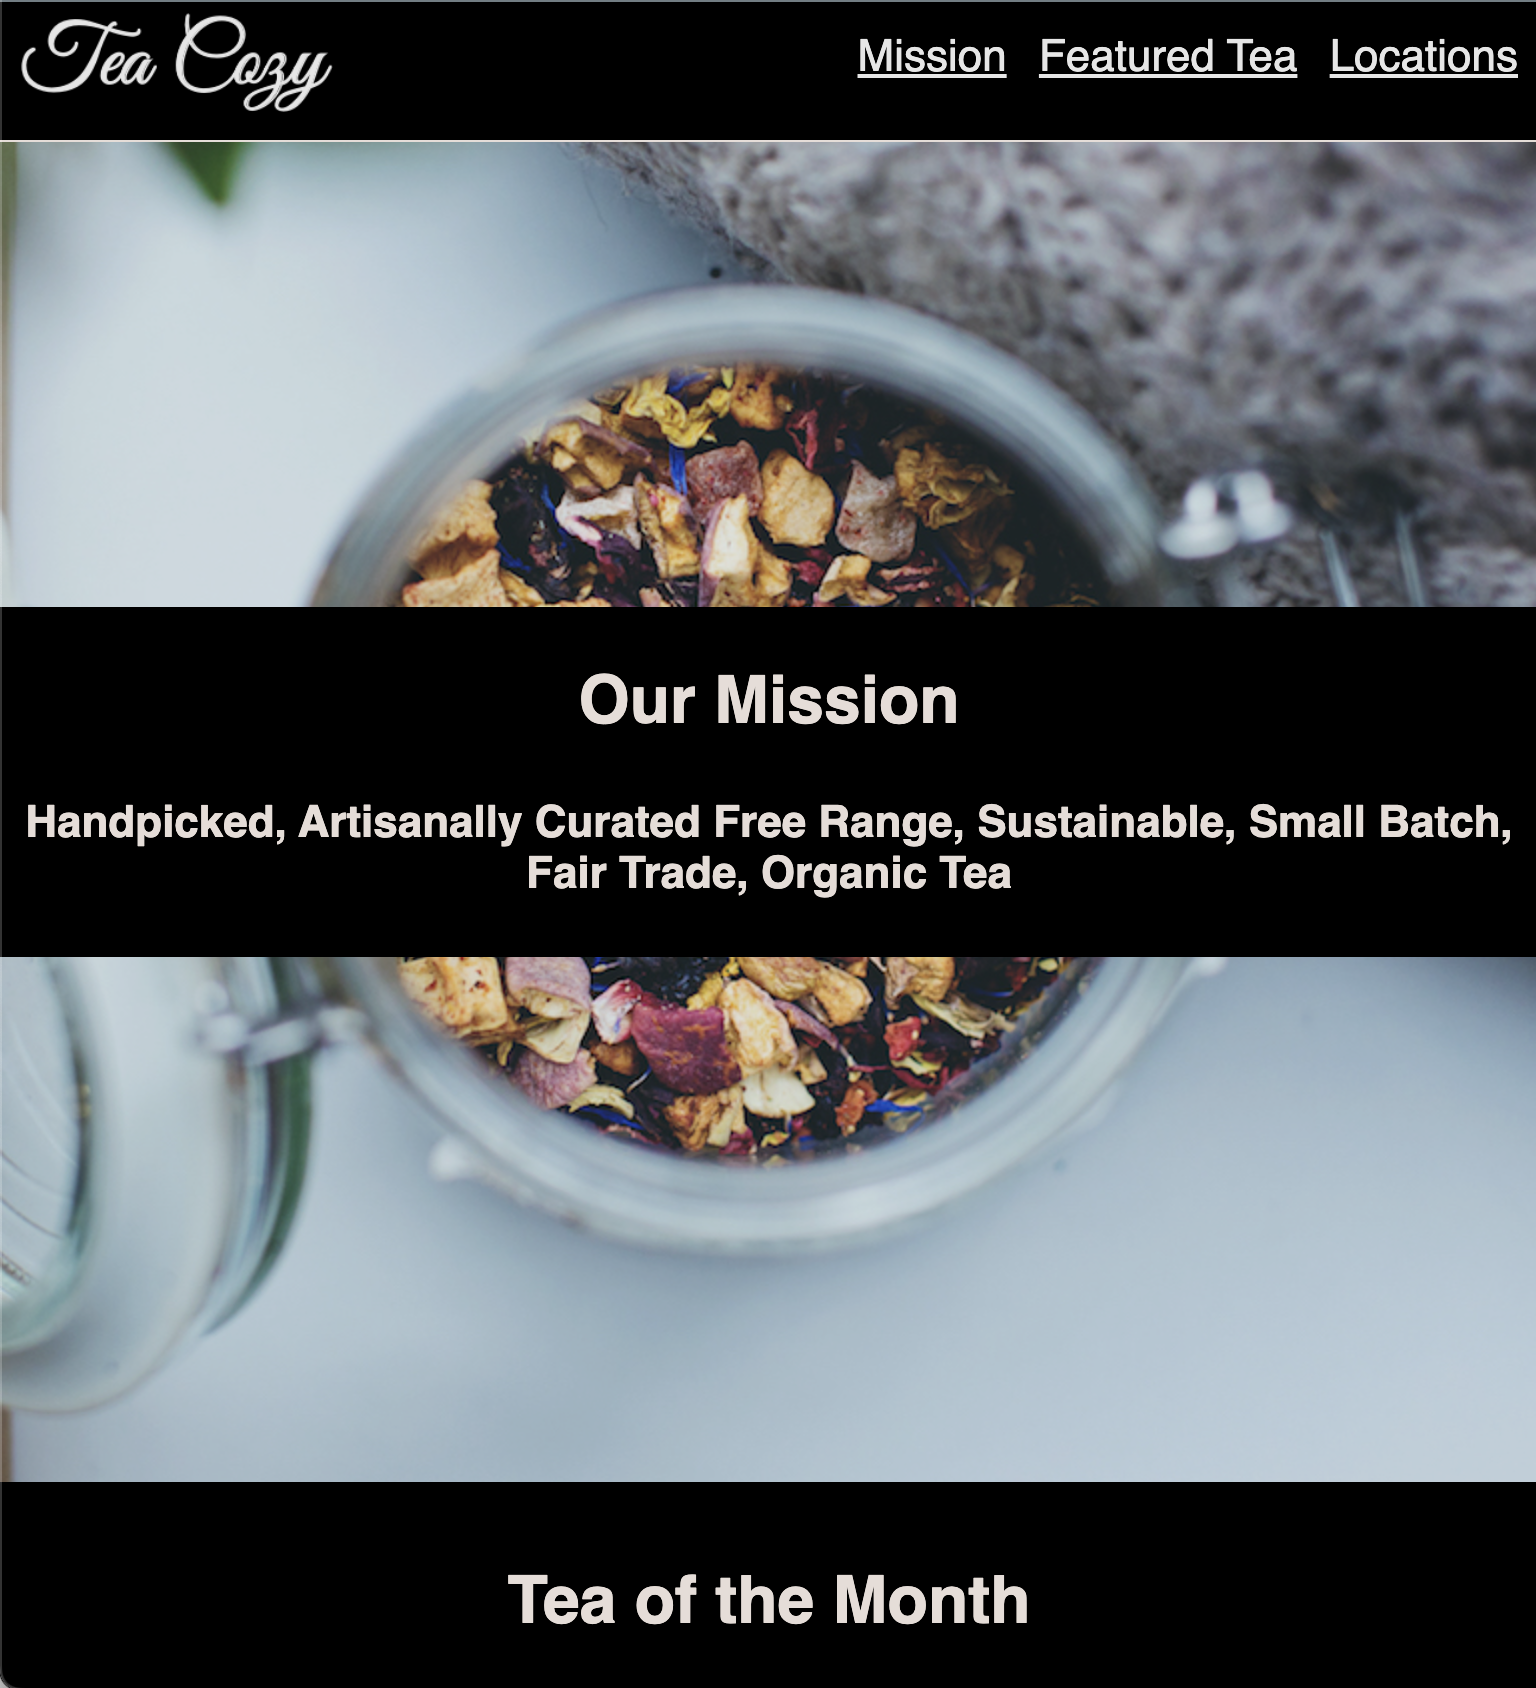 Tea Cozy
Mission Featured Tea Locations
Our Mission
Handpicked, Artisanally Curated Free Range, Sustainable, Small Batch,
Fair Trade, Organic Tea
Tea of the Month